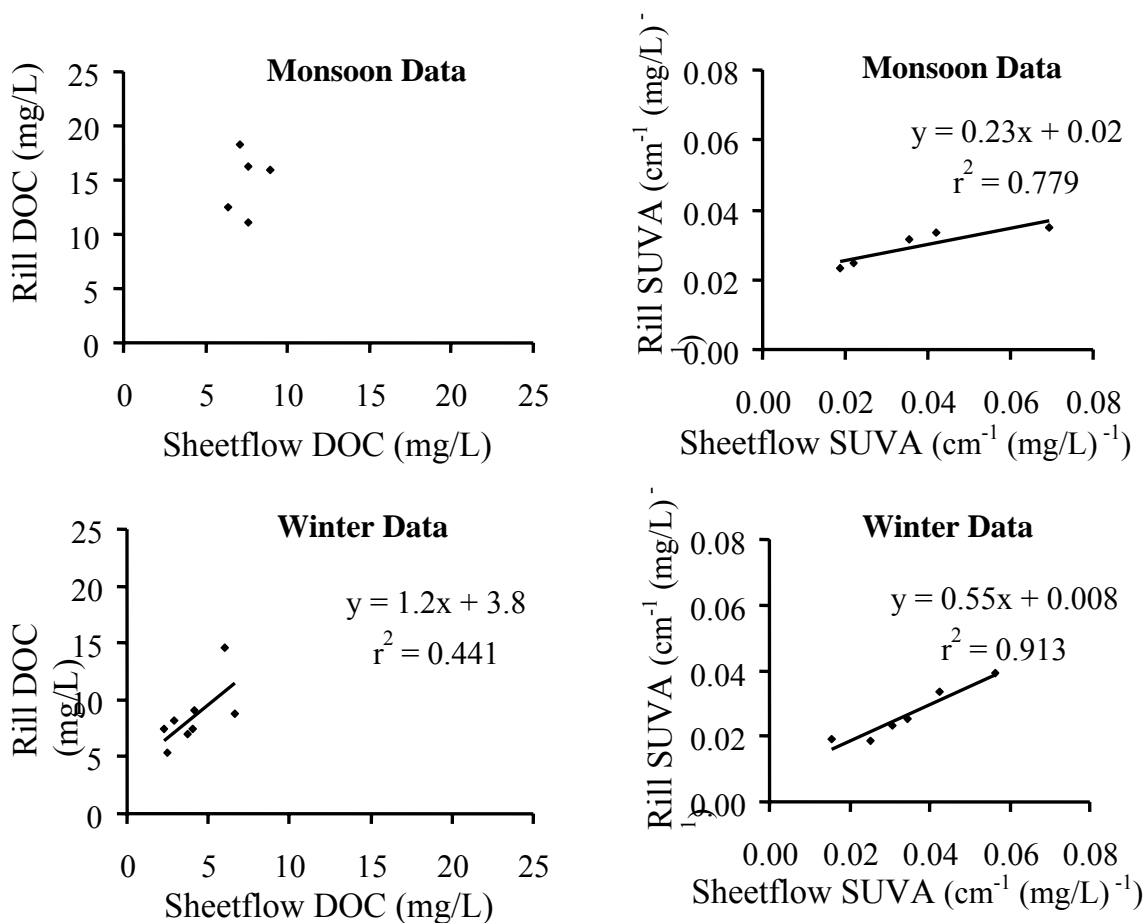 Monsoon Data
Rill DOC (mg/L)
25
20
15
10
5
0
0 5 10 15 20 25
Sheetflow DOC (mg/L)
Monsoon Data
Rill SUVA (cm⁻¹ (mg/L)⁻
¹)
0.08
0.06
0.04
0.02
0.00
y = 0.23x + 0.02
r² = 0.779
0.00 0.02 0.04 0.06 0.08
Sheetflow SUVA (cm⁻¹ (mg/L)⁻¹)
Winter Data
Rill DOC
(mg/L)
25
20
15
10
5
0
y = 1.2x + 3.8
r² = 0.441
0 5 10 15 20 25
Sheetflow DOC (mg/L)
Winter Data
Rill SUVA (cm⁻¹ (mg/L)⁻
¹)
0.08
0.06
0.04
0.02
0.00
y = 0.55x + 0.008
r² = 0.913
0.00 0.02 0.04 0.06 0.08
Sheetflow SUVA (cm⁻¹ (mg/L)⁻¹)